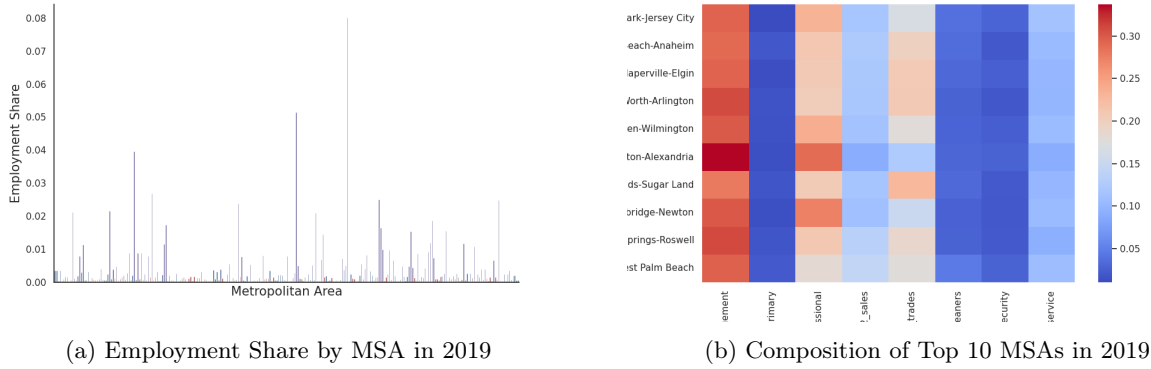 0.08
0.07
0.06
0.05
0.04
0.03
0.02
0.01
0.00
Employment Share
Metropolitan Area
ark-Jersey City
each-Anaheim
aperville-Elgin
Worth-Arlington
en-Wilmington
ton-Alexandria
ds-Sugar Land
bridge-Newton
prings-Roswell
est Palm Beach
ement
rimary
ssional
_sales
_trades
eaners
ecurity
service
0.30
0.25
0.20
0.15
0.10
0.05
(a) Employment Share by MSA in 2019
(b) Composition of Top 10 MSAs in 2019